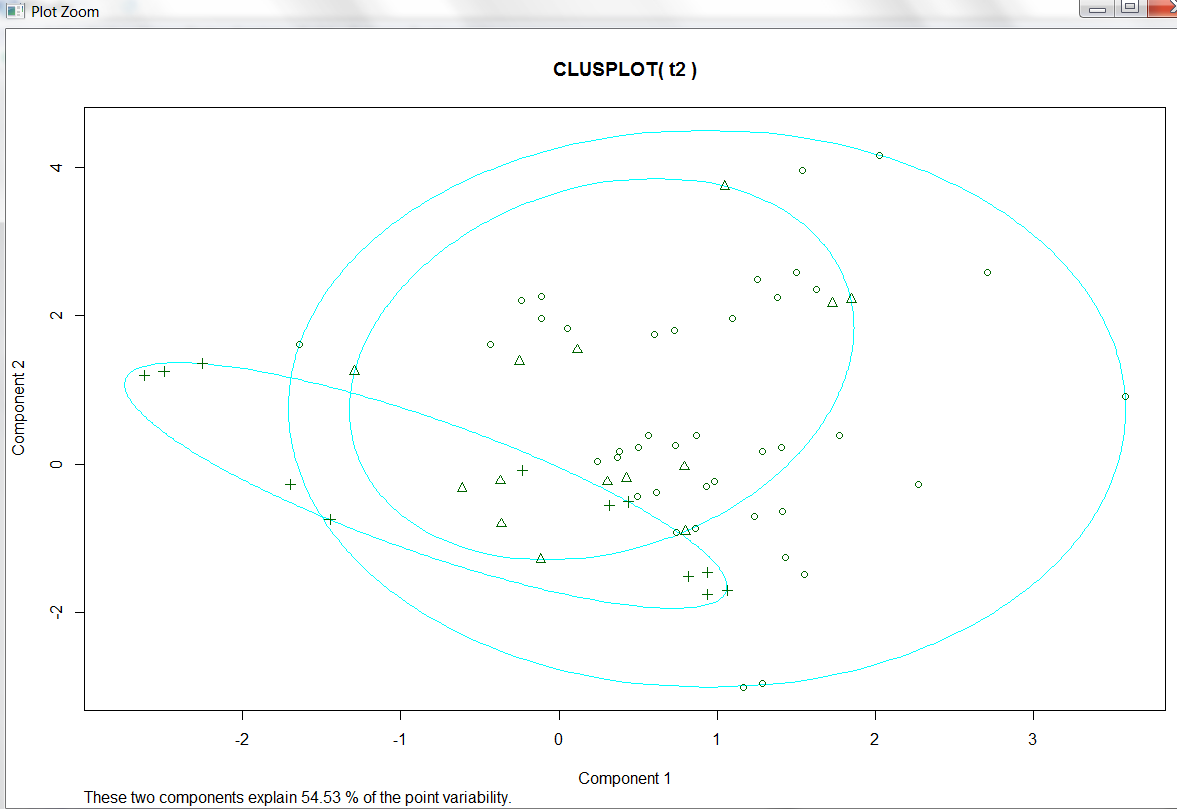 Plot Zoom
CLUSPLOT( t2 )
4
2
0
-2
Component 2
-2 -1 0 1 2 3
Component 1
These two components explain 54.53 % of the point variability.